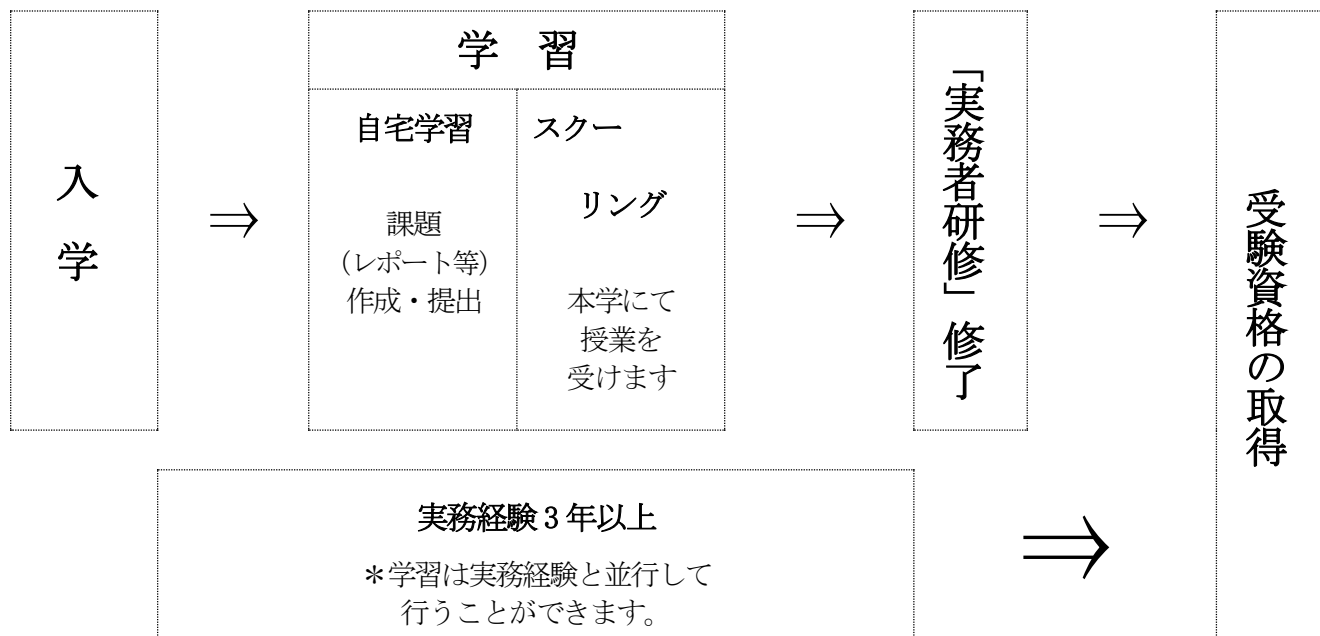 入
学
⇒
学　習
自宅学習
課題
（レポート等）
作成・提出
スクー
リング
本学にて
授業を
受けます
⇒
「実務者研修」修了
⇒
受験資格の取得
実務経験３年以上
＊学習は実務経験と並行して
行うことができます。
⇒